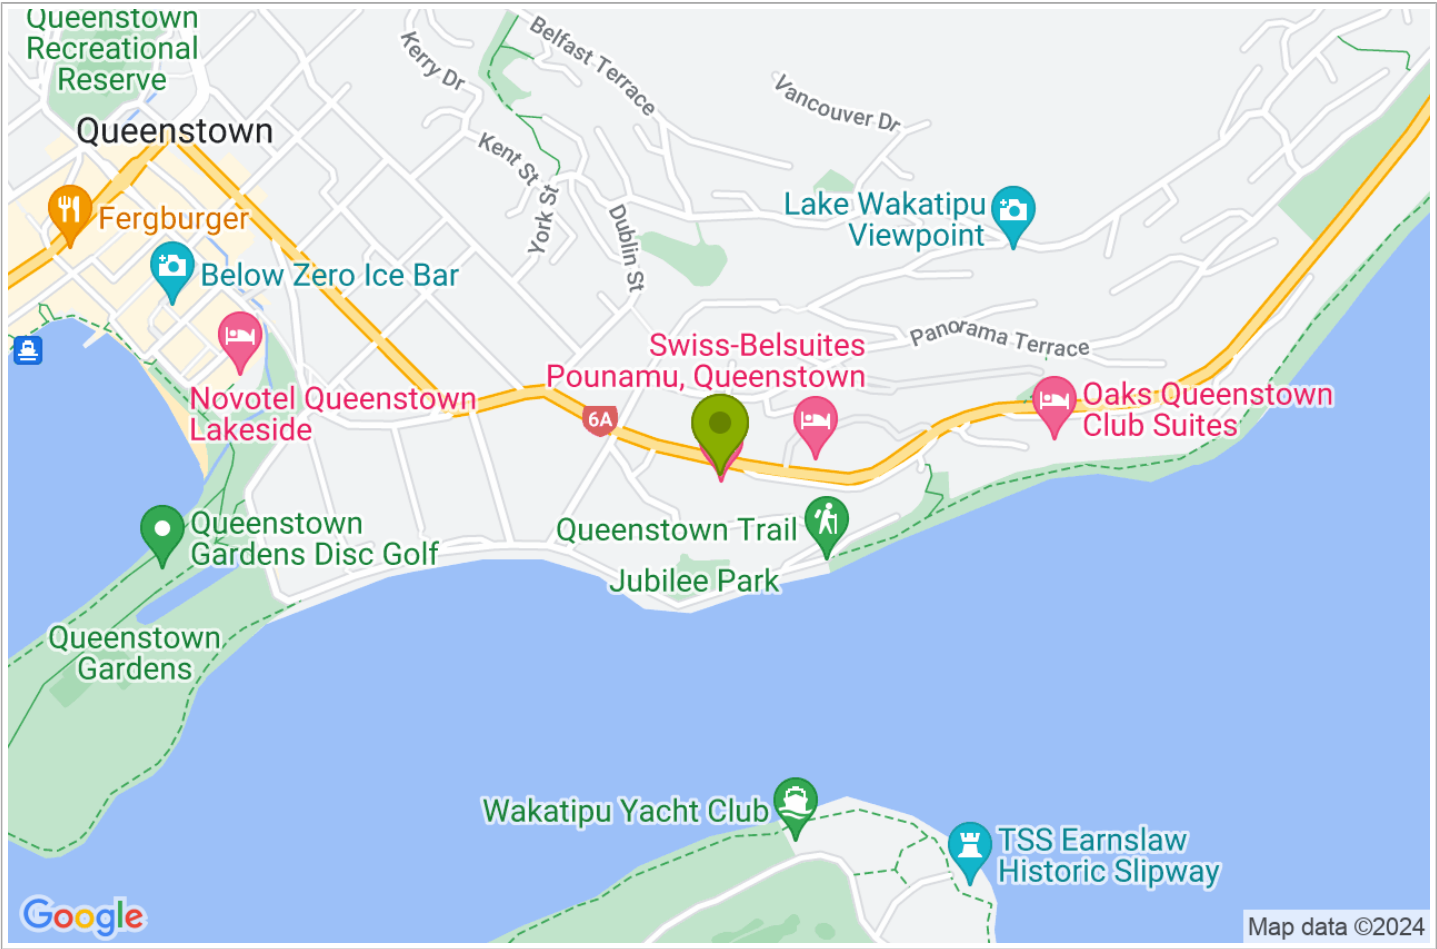 Queenstown
Recreational
Reserve
Kerry Dr
Belfast Terrace
Vancouver Dr
Queenstown
Kent St
York St
Dublin St
Fergburger
Lake Wakatipu
Viewpoint
Below Zero Ice Bar
Panorama Terrace
Swiss-Belsuites
Pounamu, Queenstown
Novotel Queenstown
Lakeside
6A
Oaks Queenstown
Club Suites
Queenstown
Gardens Disc Golf
Queenstown Trail
Jubilee Park
Queenstown
Gardens
Wakatipu Yacht Club
TSS Earnslaw
Historic Slipway
Google
Map data ©2024